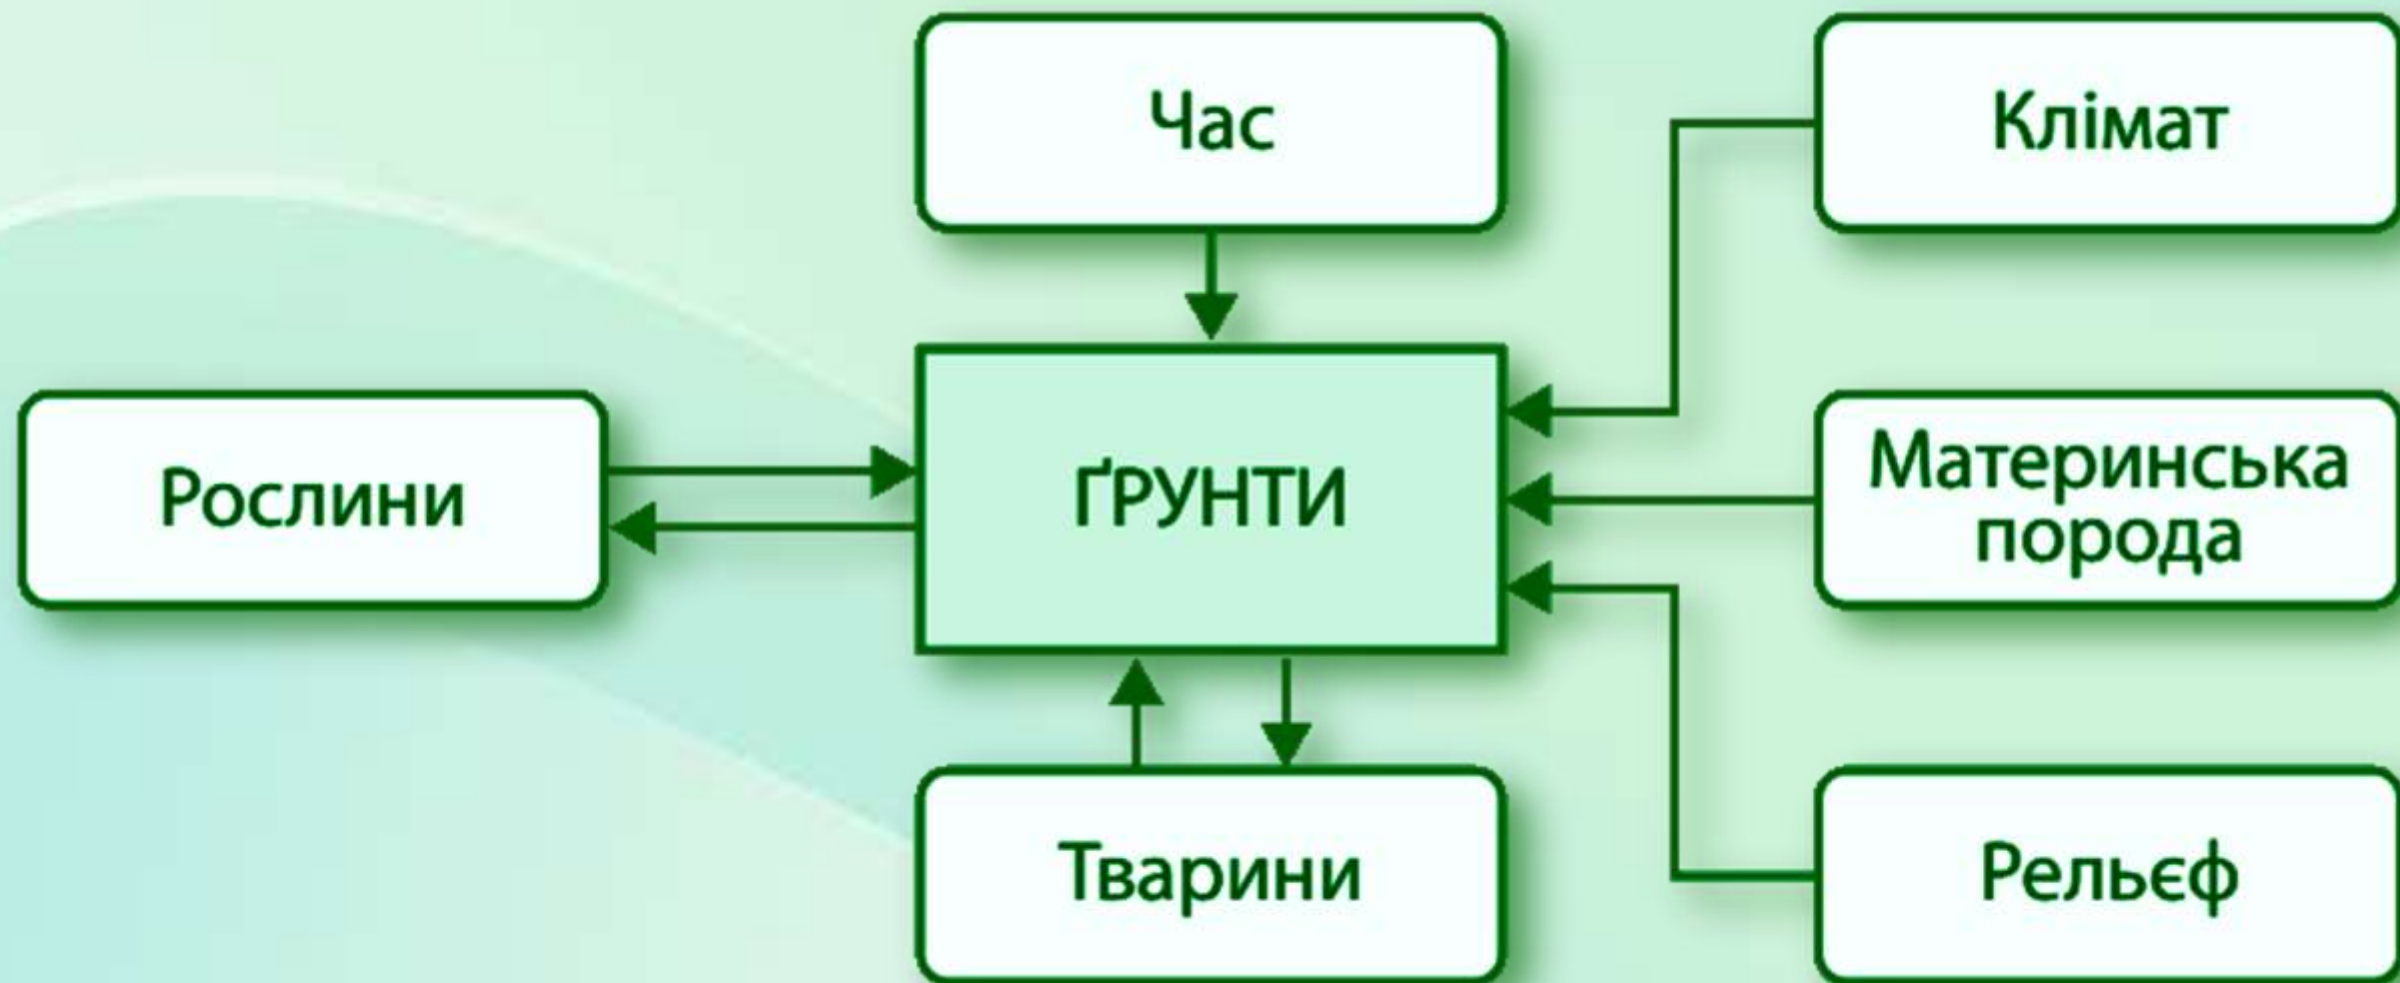 Час
Клімат
Рослини
ҐРУНТИ
Материнська
порода
Тварини
Рельєф